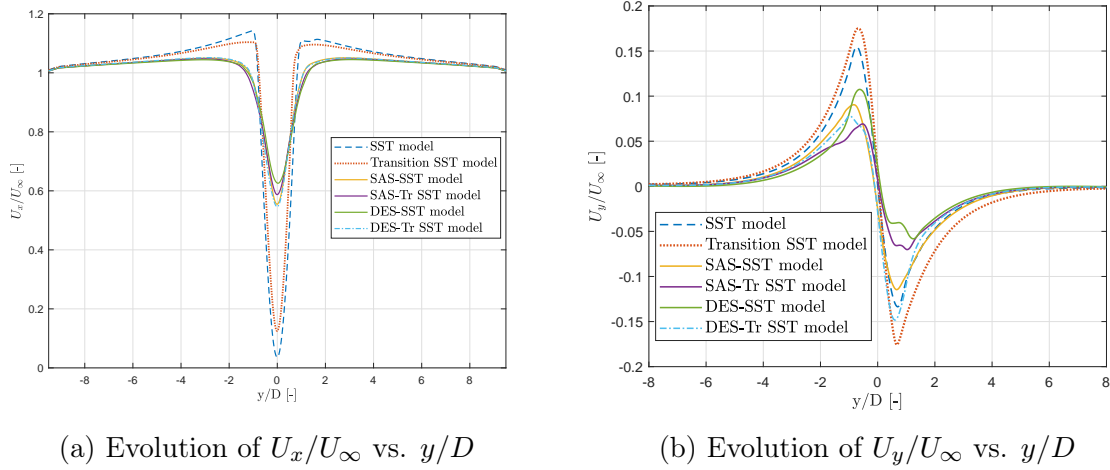 1.2
1
0.8
0.6
0.4
0.2
0
U_x/U_∞ [-]
-8 -6 -4 -2 0 2 4 6 8
y/D [-]
SST model
Transition SST model
SAS-SST model
SAS-Tr SST model
DES-SST model
DES-Tr SST model
(a) Evolution of U_x/U_∞ vs. y/D
0.2
0.15
0.1
0.05
0
-0.05
-0.1
-0.15
-0.2
U_y/U_∞ [-]
-8 -6 -4 -2 0 2 4 6 8
y/D [-]
SST model
Transition SST model
SAS-SST model
SAS-Tr SST model
DES-SST model
DES-Tr SST model
(b) Evolution of U_y/U_∞ vs. y/D